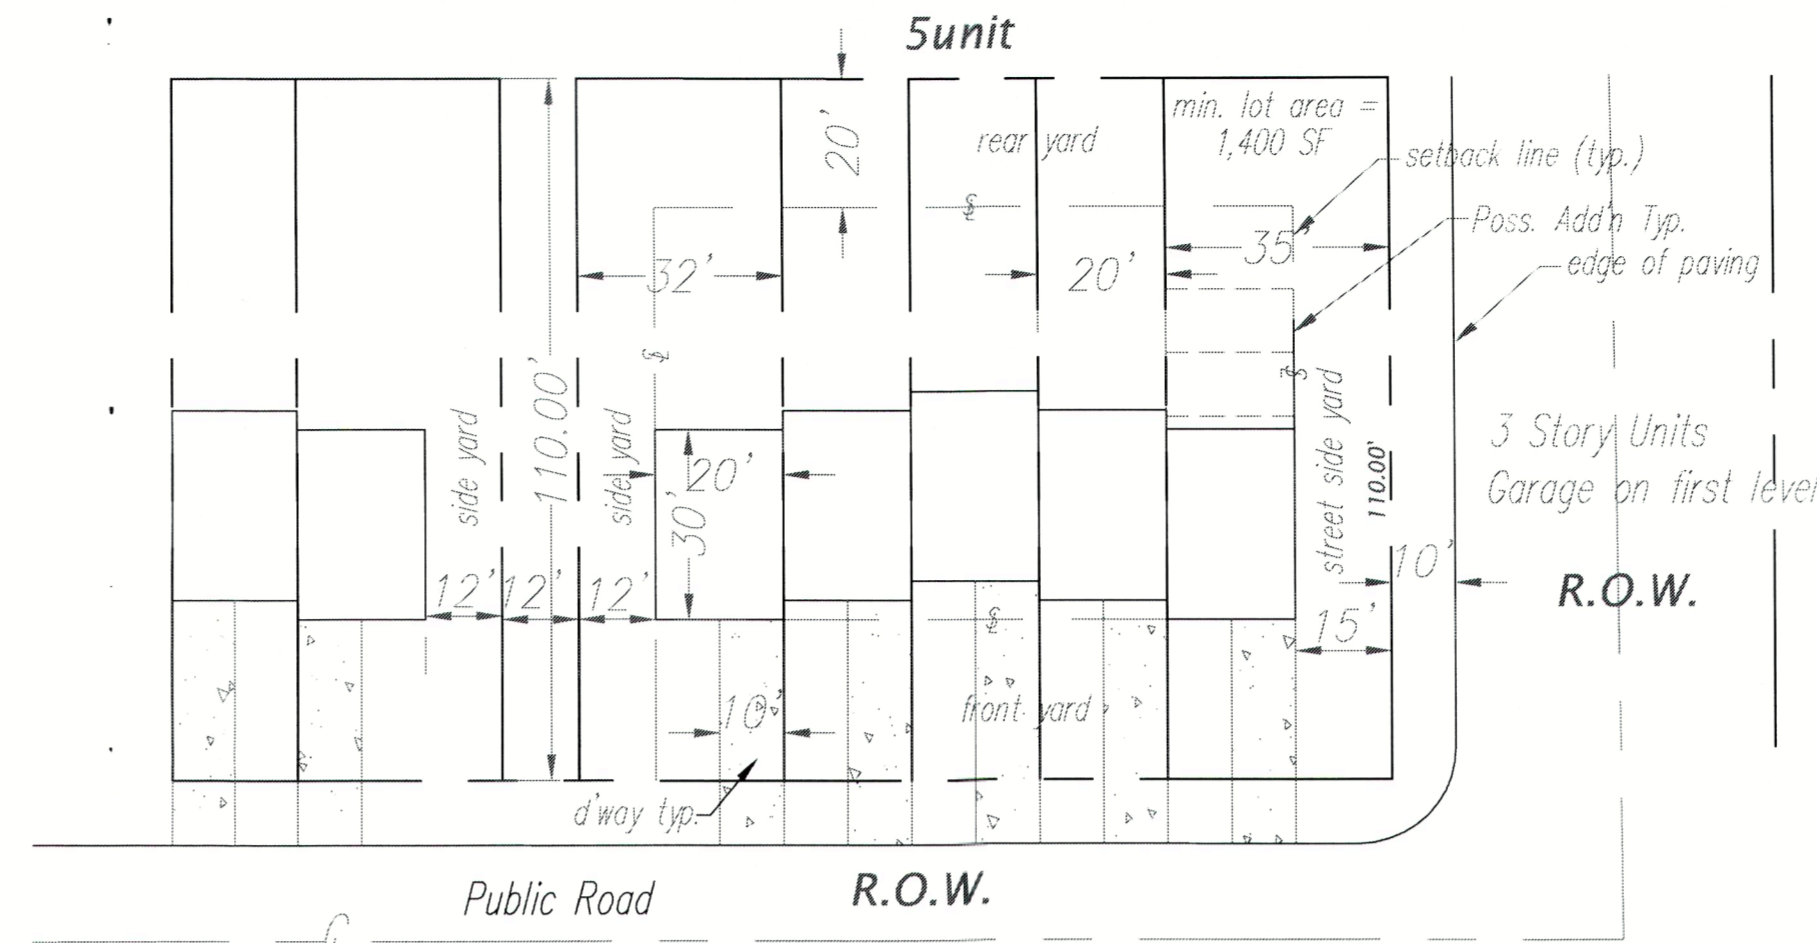 5unit
20'
rear yard
min. lot area =
1,400 SF
setback line (typ.)
Poss. Add'n Typ.
edge of paving
32'
20'
35'
110.00'
side yard
side yard
20'
30'
street side yard
110.00'
3 Story Units
Garage on first level
12'
12'
12'
10'
R.O.W.
15'
10'
front yard
d'way typ.
Public Road
R.O.W.